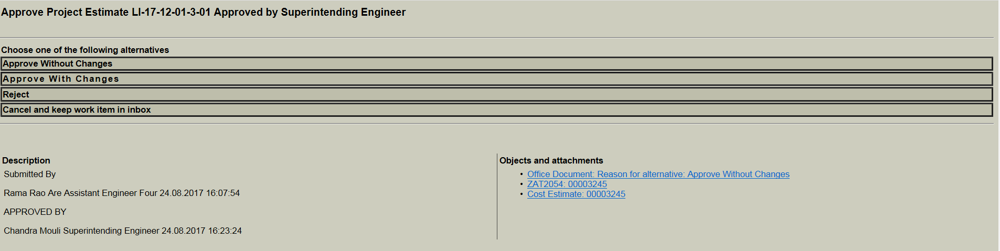 Approve Project Estimate LI-17-12-01-3-01 Approved by Superintending Engineer
Choose one of the following alternatives
Approve Without Changes
Approve With Changes
Reject
Cancel and keep work item in inbox
Description
Submitted By
Rama Rao Are Assistant Engineer Four 24.08.2017 16:07:54
APPROVED BY
Chandra Mouli Superintending Engineer 24.08.2017 16:23:24
Objects and attachments
• Office Document: Reason for alternative: Approve Without Changes
• ZAT2054: 00003245
• Cost Estimate: 00003245